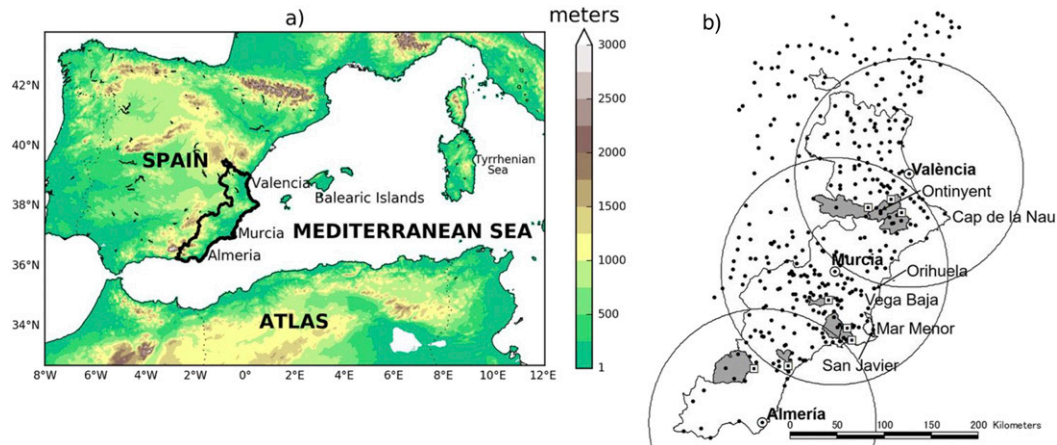 a)
meters
3000
2500
2000
1500
1000
500
1
42°N
40°N
38°N
36°N
34°N
8°W
6°W
4°W
2°W
0°
2°E
4°E
6°E
8°E
10°E
12°E
SPAIN
Valencia
Balearic Islands
Tyrrhenian
Sea
Murcia
MEDITERRANEAN SEA
Almeria
ATLAS
b)
València
Ontinyent
Cap de la Nau
Murcia
Orihuela
Vega Baja
Mar Menor
San Javier
Almería
0
50
100
150
200
Kilometers